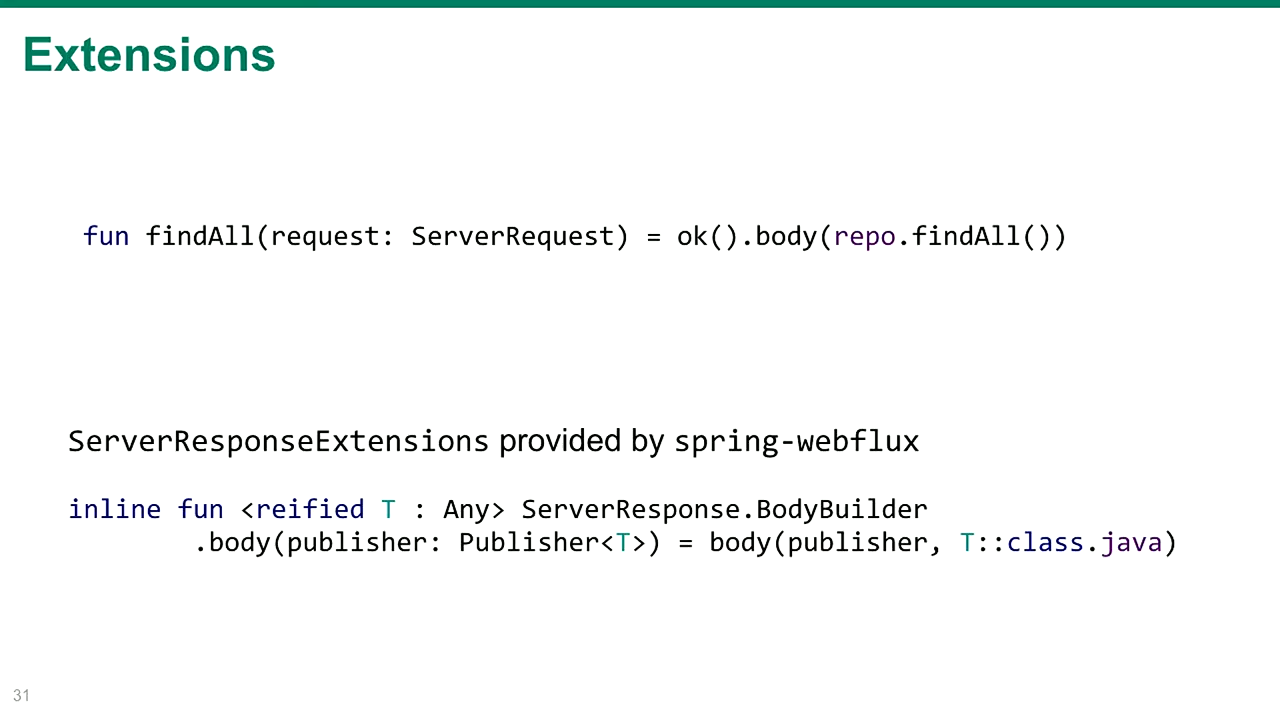 Extensions
fun findAll(request: ServerRequest) = ok().body(repo.findAll())
ServerResponseExtensions provided by spring-webflux
inline fun <reified T : Any> ServerResponse.BodyBuilder
.body(publisher: Publisher<T>) = body(publisher, T::class.java)
31